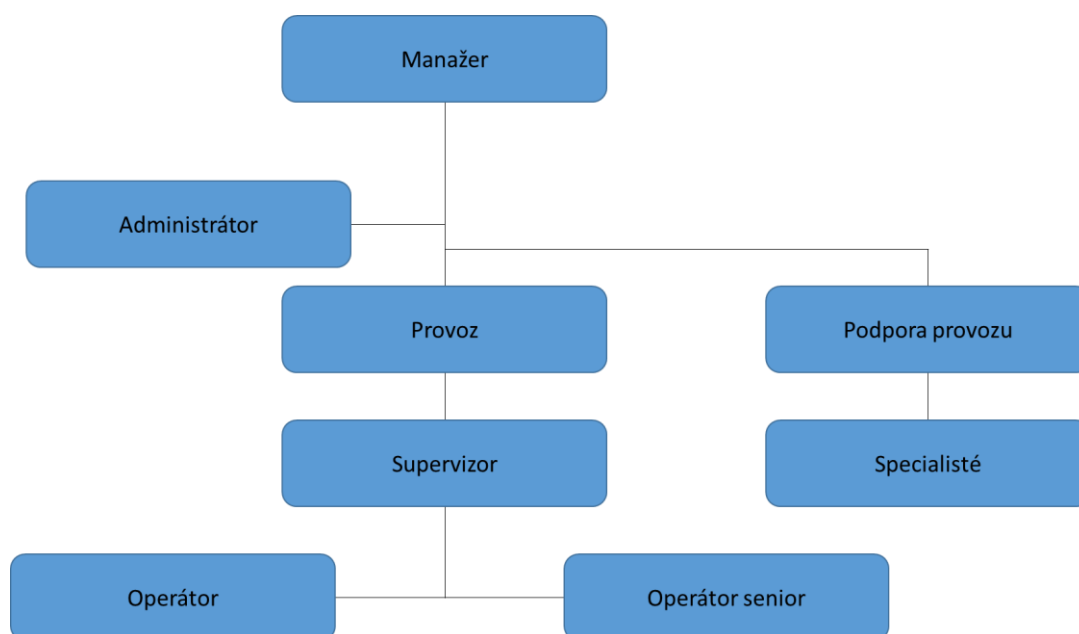 Manažer
Administrátor
Provoz
Podpora provozu
Supervizor
Specialisté
Operátor
Operátor senior